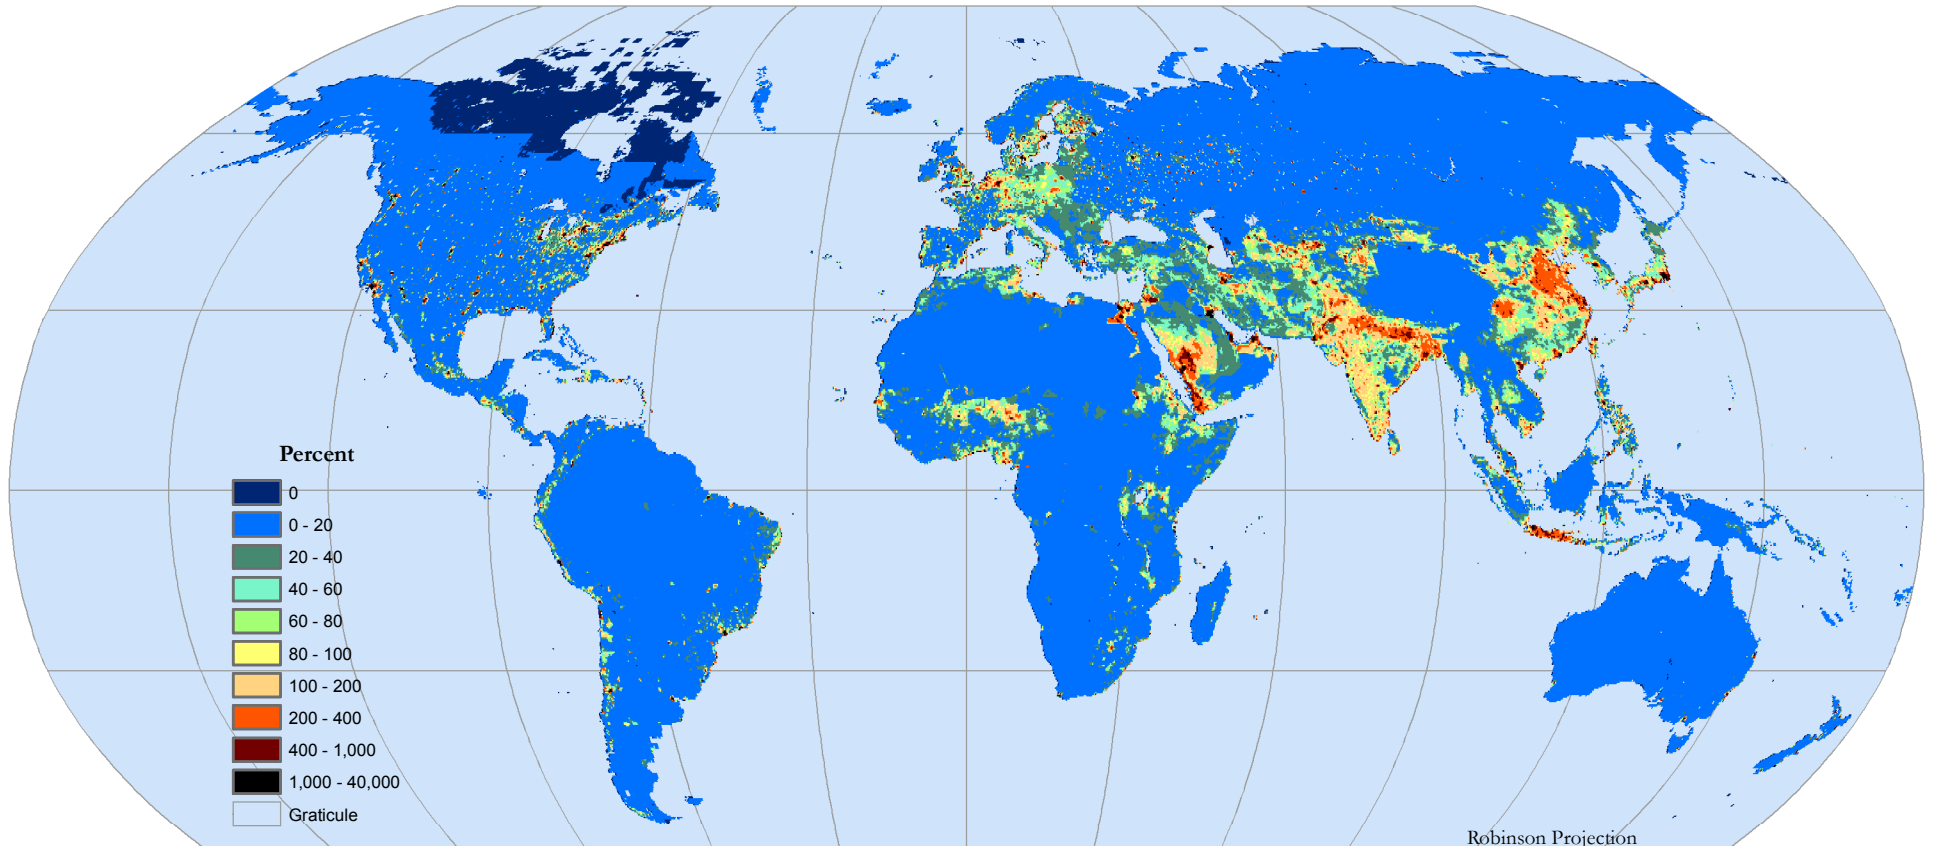 Percent
0
0 - 20
20 - 40
40 - 60
60 - 80
80 - 100
100 - 200
200 - 400
400 - 1,000
1,000 - 40,000
Graticule
Robinson Projection